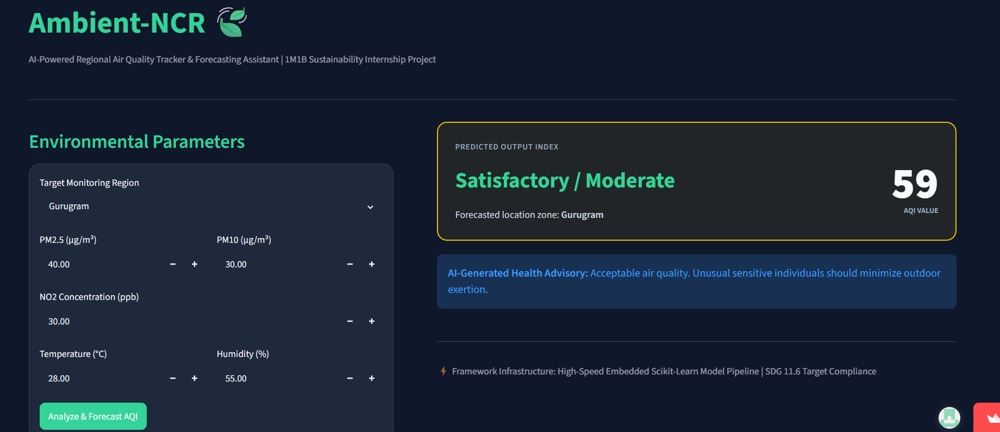 Ambient-NCR
AI-Powered Regional Air Quality Tracker & Forecasting Assistant | 1M1B Sustainability Internship Project
Environmental Parameters
Target Monitoring Region
Gurugram
PM2.5 (µg/m³)
PM10 (µg/m³)
40.00
30.00
NO2 Concentration (ppb)
30.00
Temperature (°C)
Humidity (%)
28.00
55.00
Analyze & Forecast AQI
PREDICTED OUTPUT INDEX
Satisfactory / Moderate
59
AQI VALUE
Forecasted location zone: Gurugram
AI-Generated Health Advisory: Acceptable air quality. Unusual sensitive individuals should minimize outdoor
exertion.
Framework Infrastructure: High-Speed Embedded Scikit-Learn Model Pipeline | SDG 11.6 Target Compliance